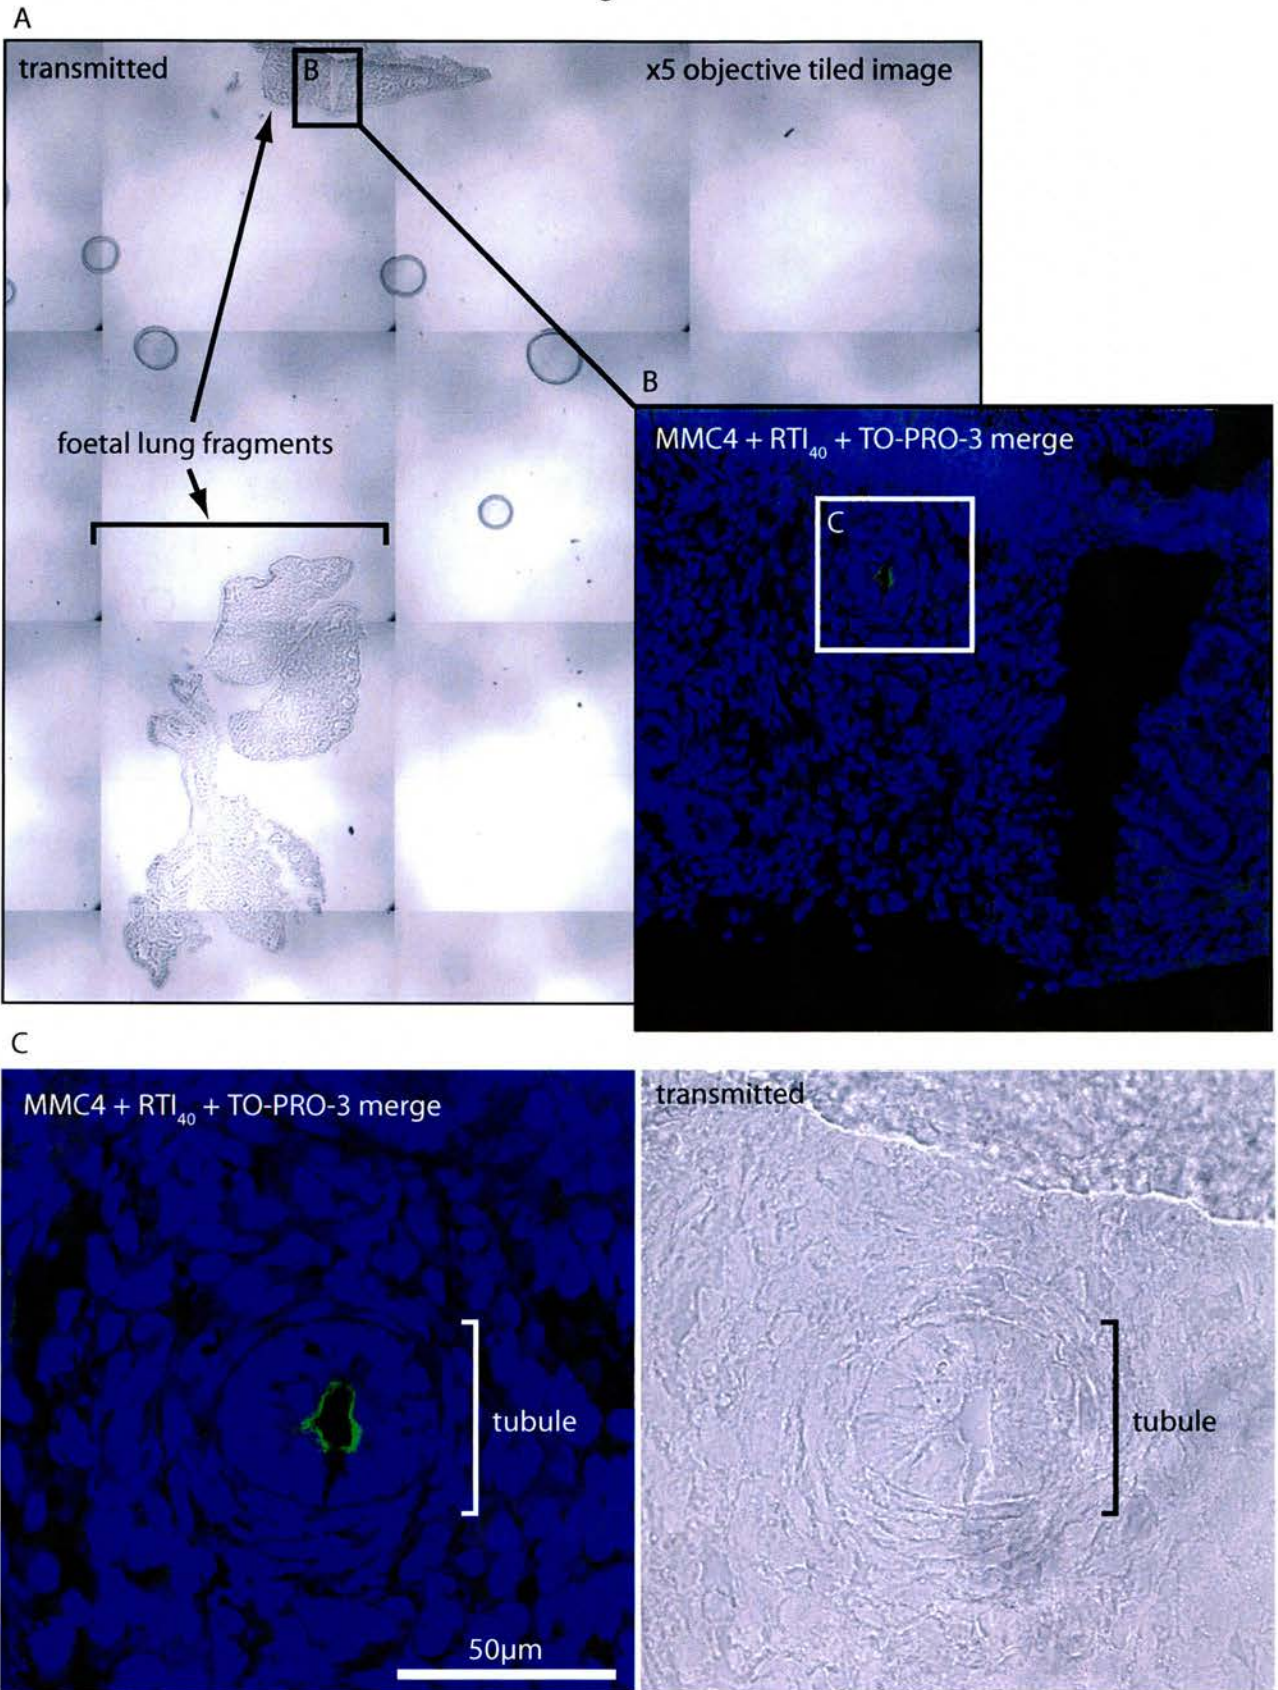 A
transmitted
B
x5 objective tiled image
foetal lung fragments
B
MMC4 + RTI40 + TO-PRO-3 merge
C
C
MMC4 + RTI40 + TO-PRO-3 merge
tubule
50µm
transmitted
tubule